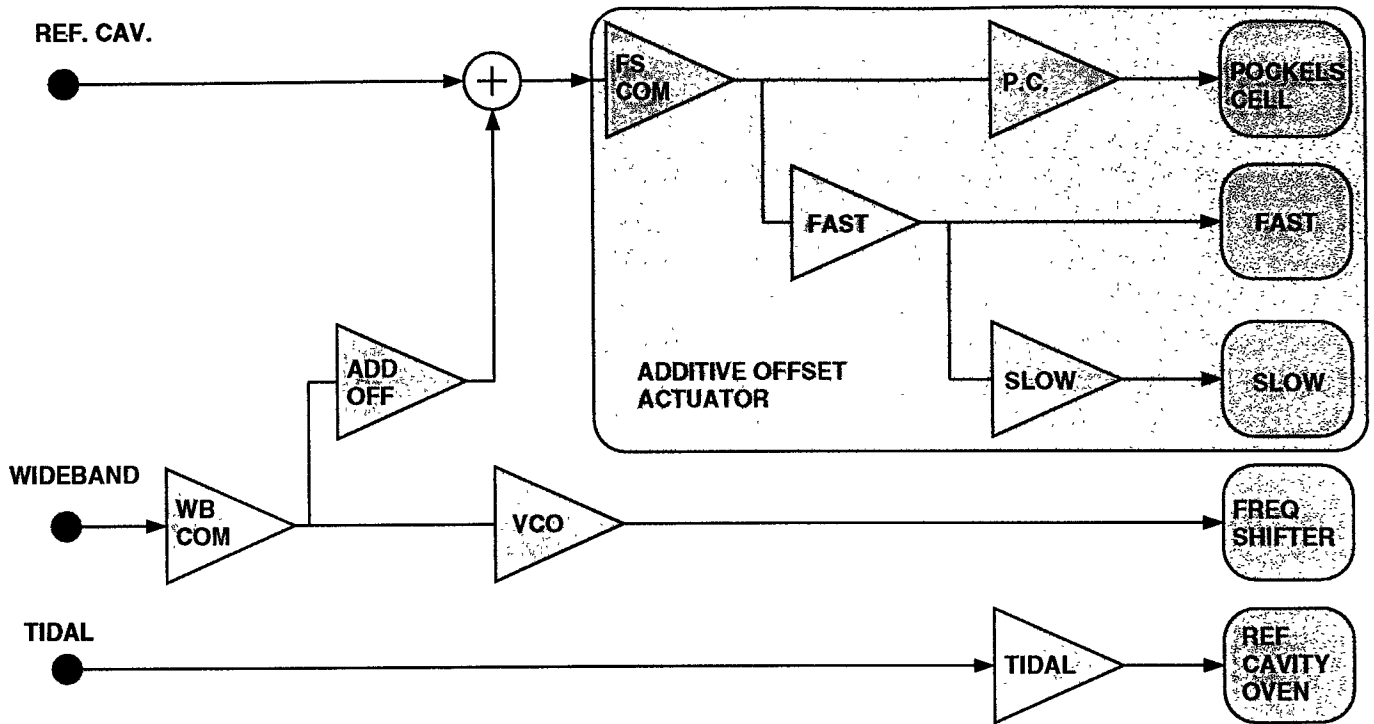 REF. CAV.
+
FS
COM
P.C.
POCKELS
CELL
FAST
FAST
ADD
OFF
ADDITIVE OFFSET
ACTUATOR
SLOW
SLOW
WIDEBAND
WB
COM
VCO
FREQ
SHIFTER
TIDAL
TIDAL
REF
CAVITY
OVEN